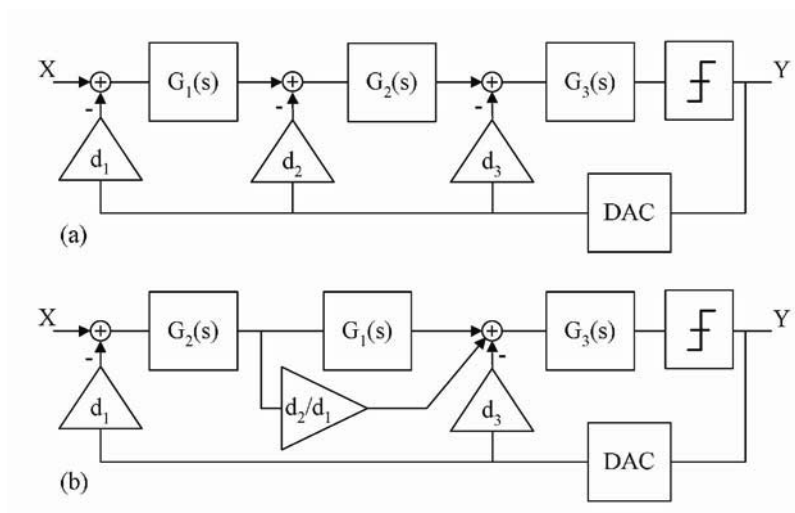 X
G₁(s)
G₂(s)
G₃(s)
Y
-
-
-
d₁
d₂
d₃
DAC
(a)
X
G₂(s)
G₁(s)
G₃(s)
Y
-
-
d₁
d₂/d₁
d₃
DAC
(b)